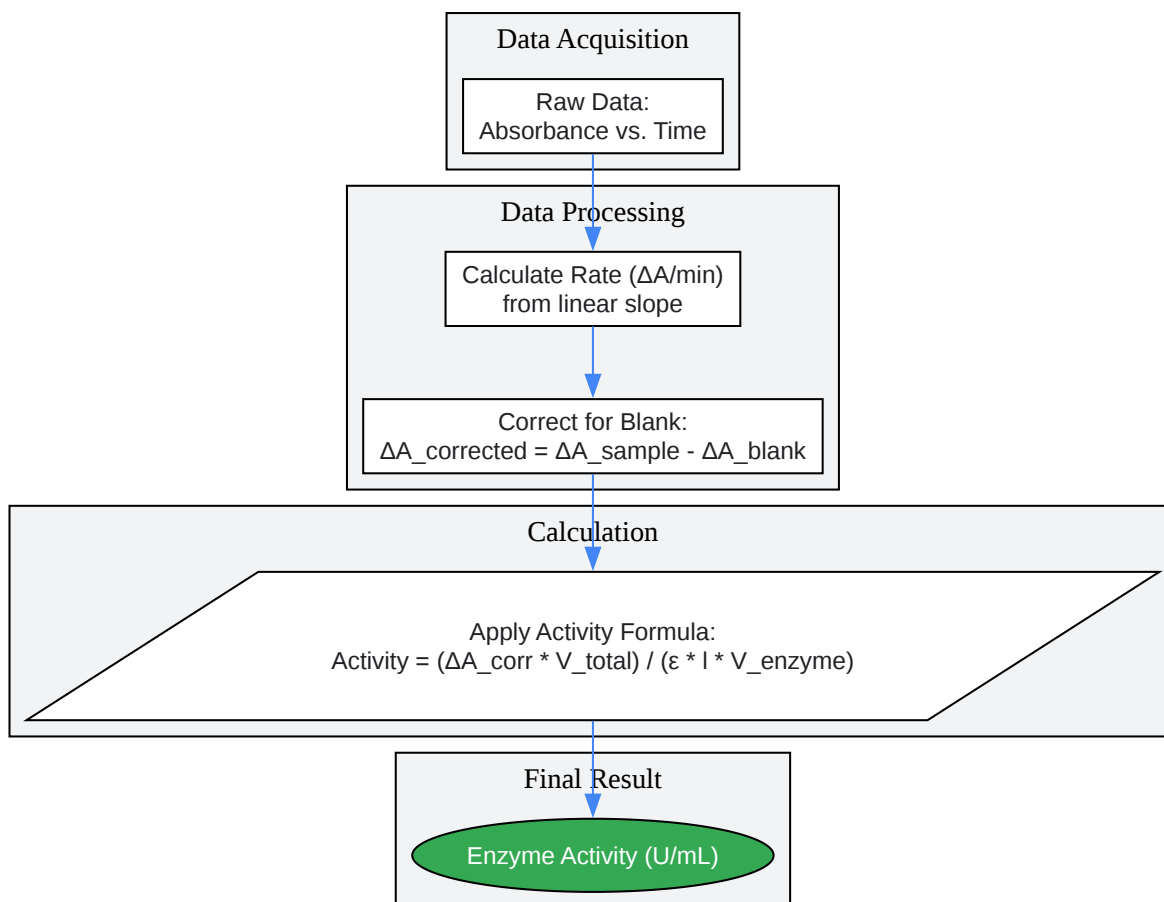 Data Acquisition
Raw Data:
Absorbance vs. Time
Data Processing
Calculate Rate (ΔA/min)
from linear slope
Correct for Blank:
ΔA_corrected = ΔA_sample - ΔA_blank
Calculation
Apply Activity Formula:
Activity = (ΔA_corr * V_total) / (ε * l * V_enzyme)
Final Result
Enzyme Activity (U/mL)